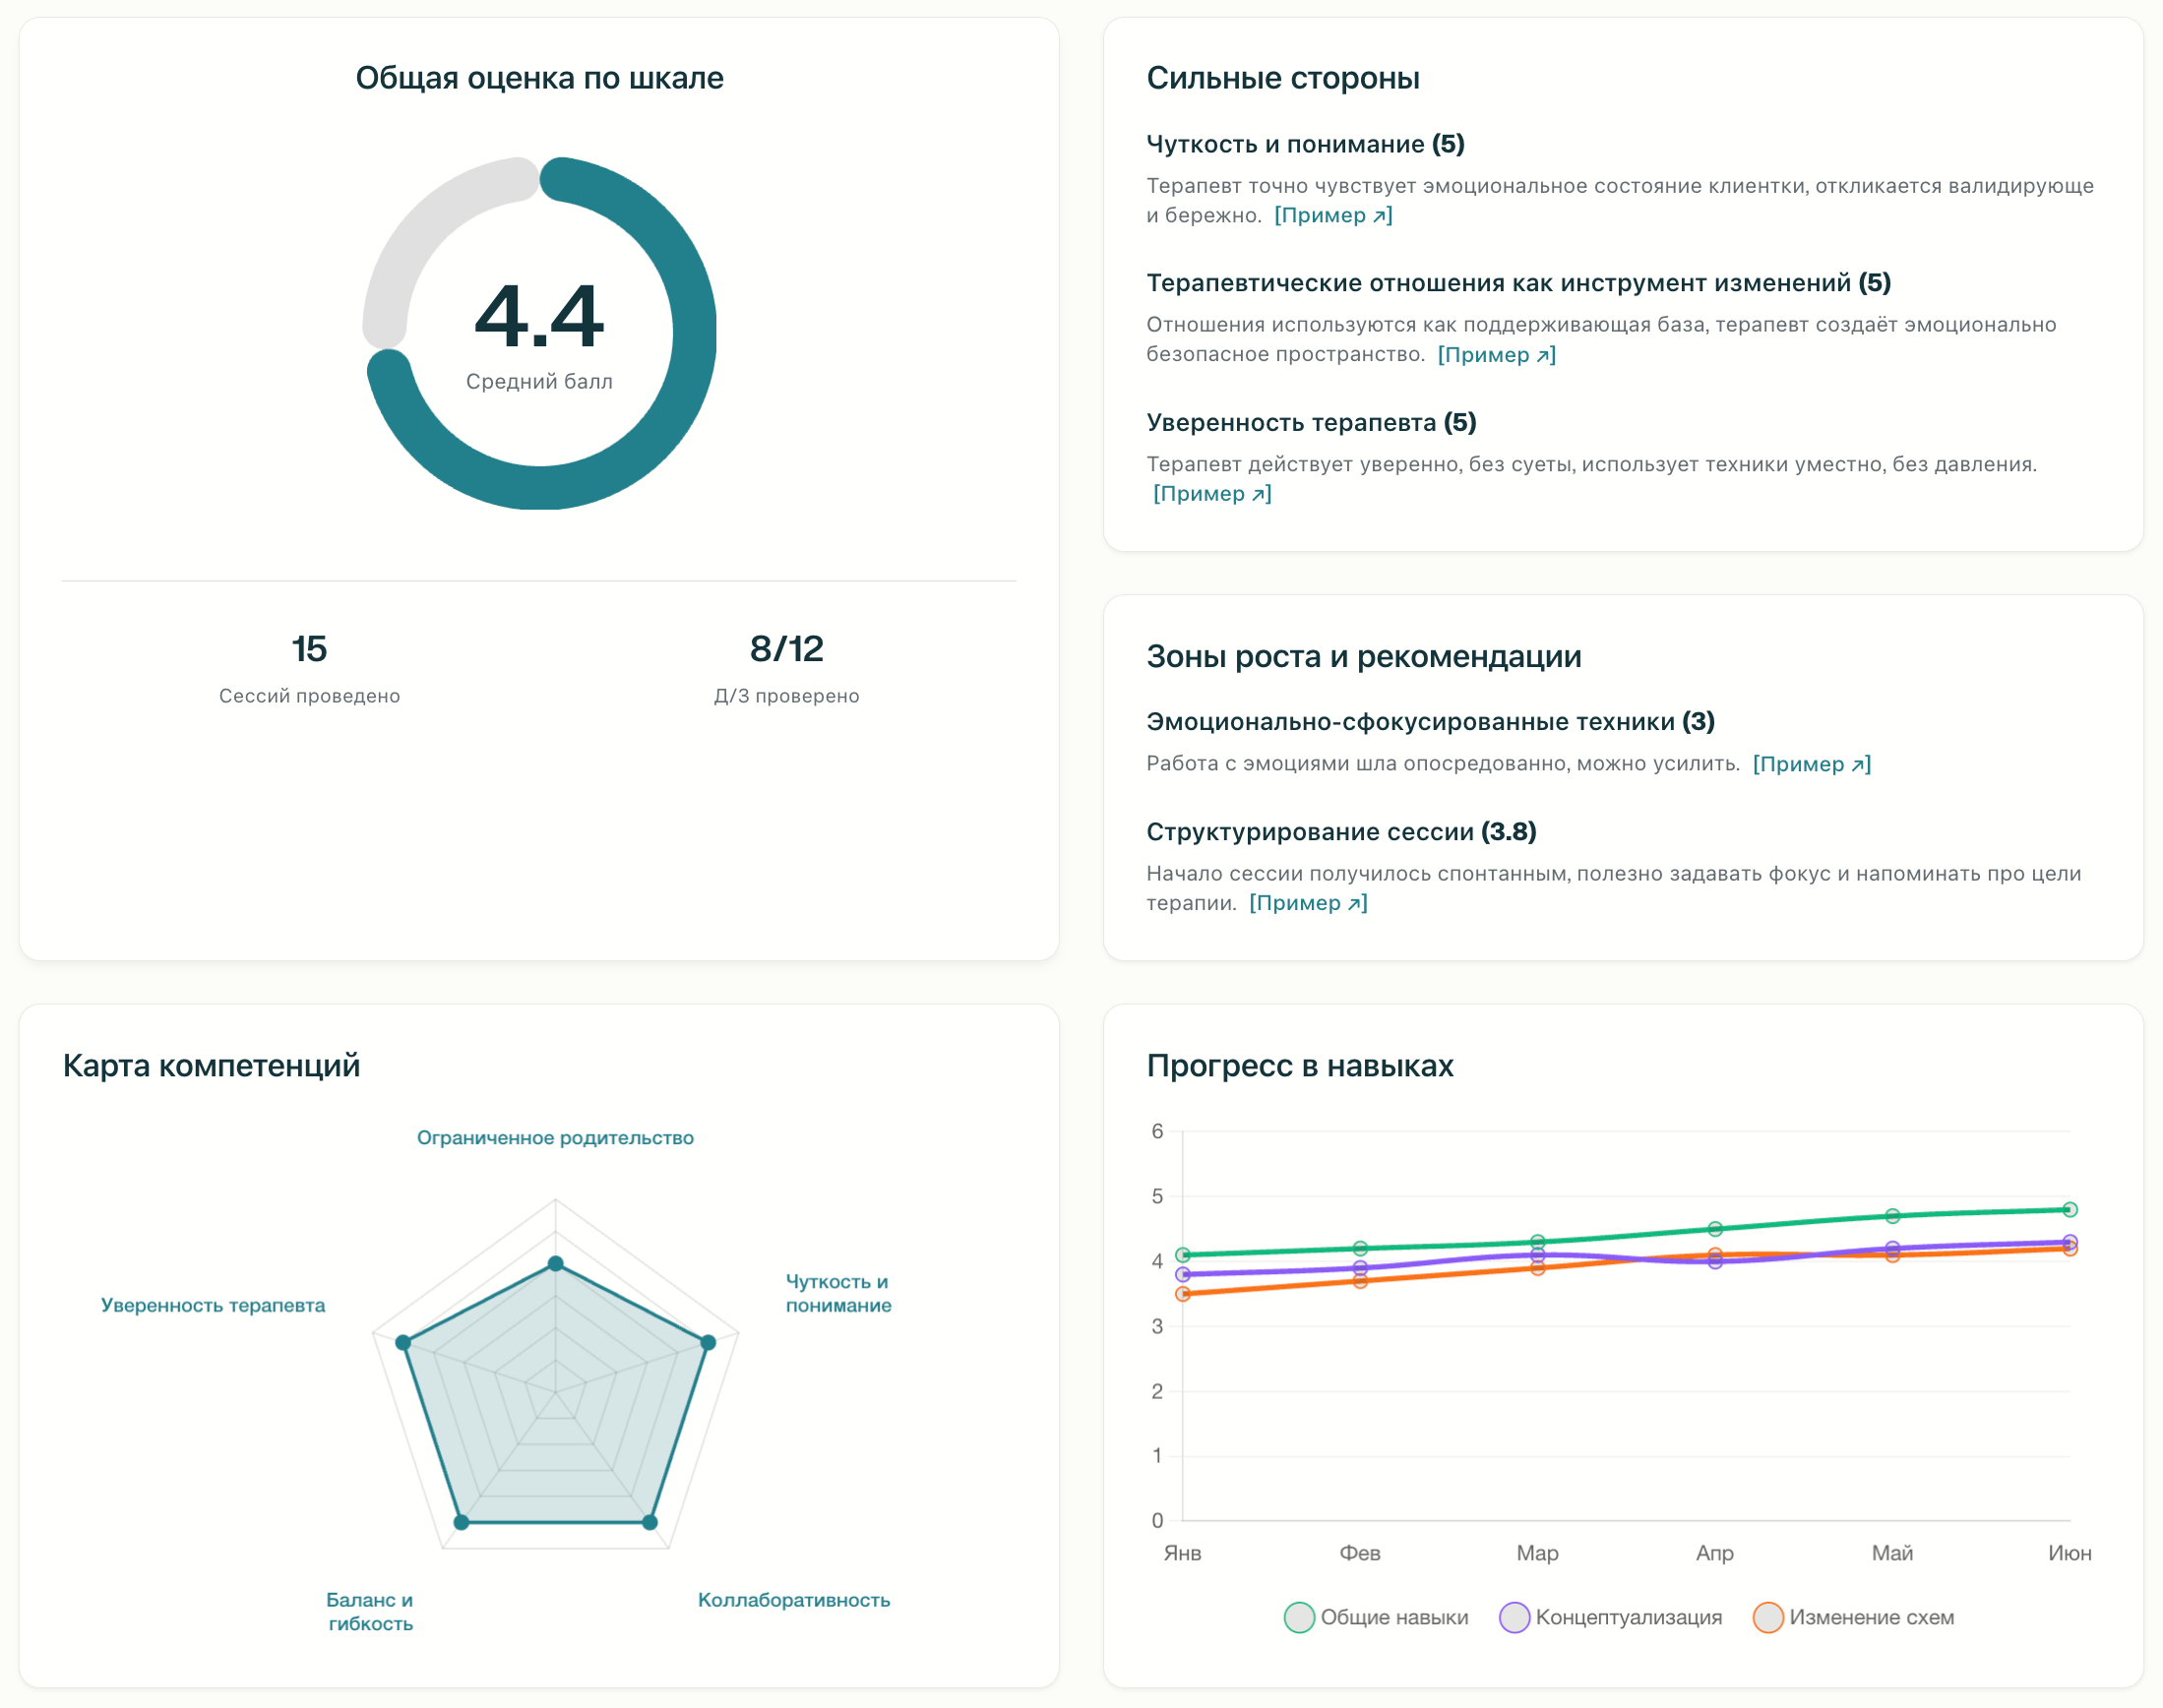 Общая оценка по шкале
4.4
Средний балл
15
Сессий проведено
8/12
Д/З проверено
Сильные стороны
Чуткость и понимание (5)
Терапевт точно чувствует эмоциональное состояние клиентки, откликается валидирующе
и бережно. [Пример ↗]
Терапевтические отношения как инструмент изменений (5)
Отношения используются как поддерживающая база, терапевт создаёт эмоционально
безопасное пространство. [Пример ↗]
Уверенность терапевта (5)
Терапевт действует уверенно, без суеты, использует техники уместно, без давления.
[Пример ↗]
Зоны роста и рекомендации
Эмоционально-сфокусированные техники (3)
Работа с эмоциями шла опосредованно, можно усилить. [Пример ↗]
Структурирование сессии (3.8)
Начало сессии получилось спонтанным, полезно задавать фокус и напоминать про цели
терапии. [Пример ↗]
Карта компетенций
Ограниченное родительство
Чуткость и
понимание
Уверенность терапевта
Баланс и
гибкость
Коллаборативность
Прогресс в навыках
6
5
4
3
2
1
0
Янв Фев Мар Апр Май Июн
Общие навыки Концептуализация Изменение схем